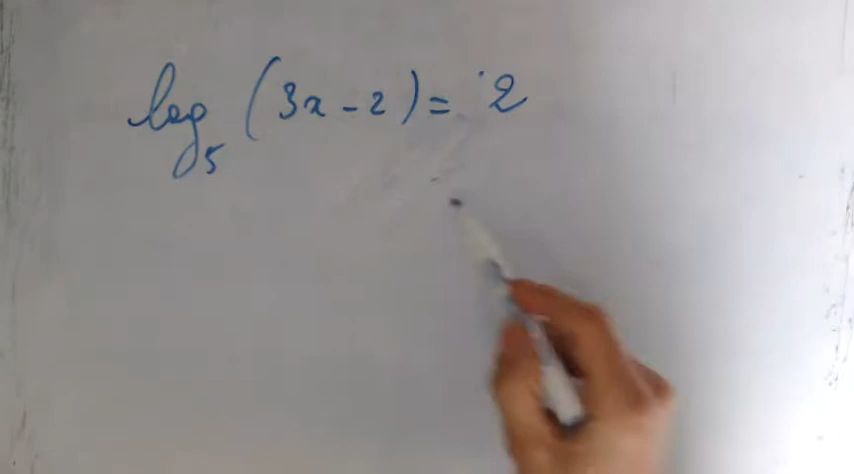 log₅ (3x - 2) = 2